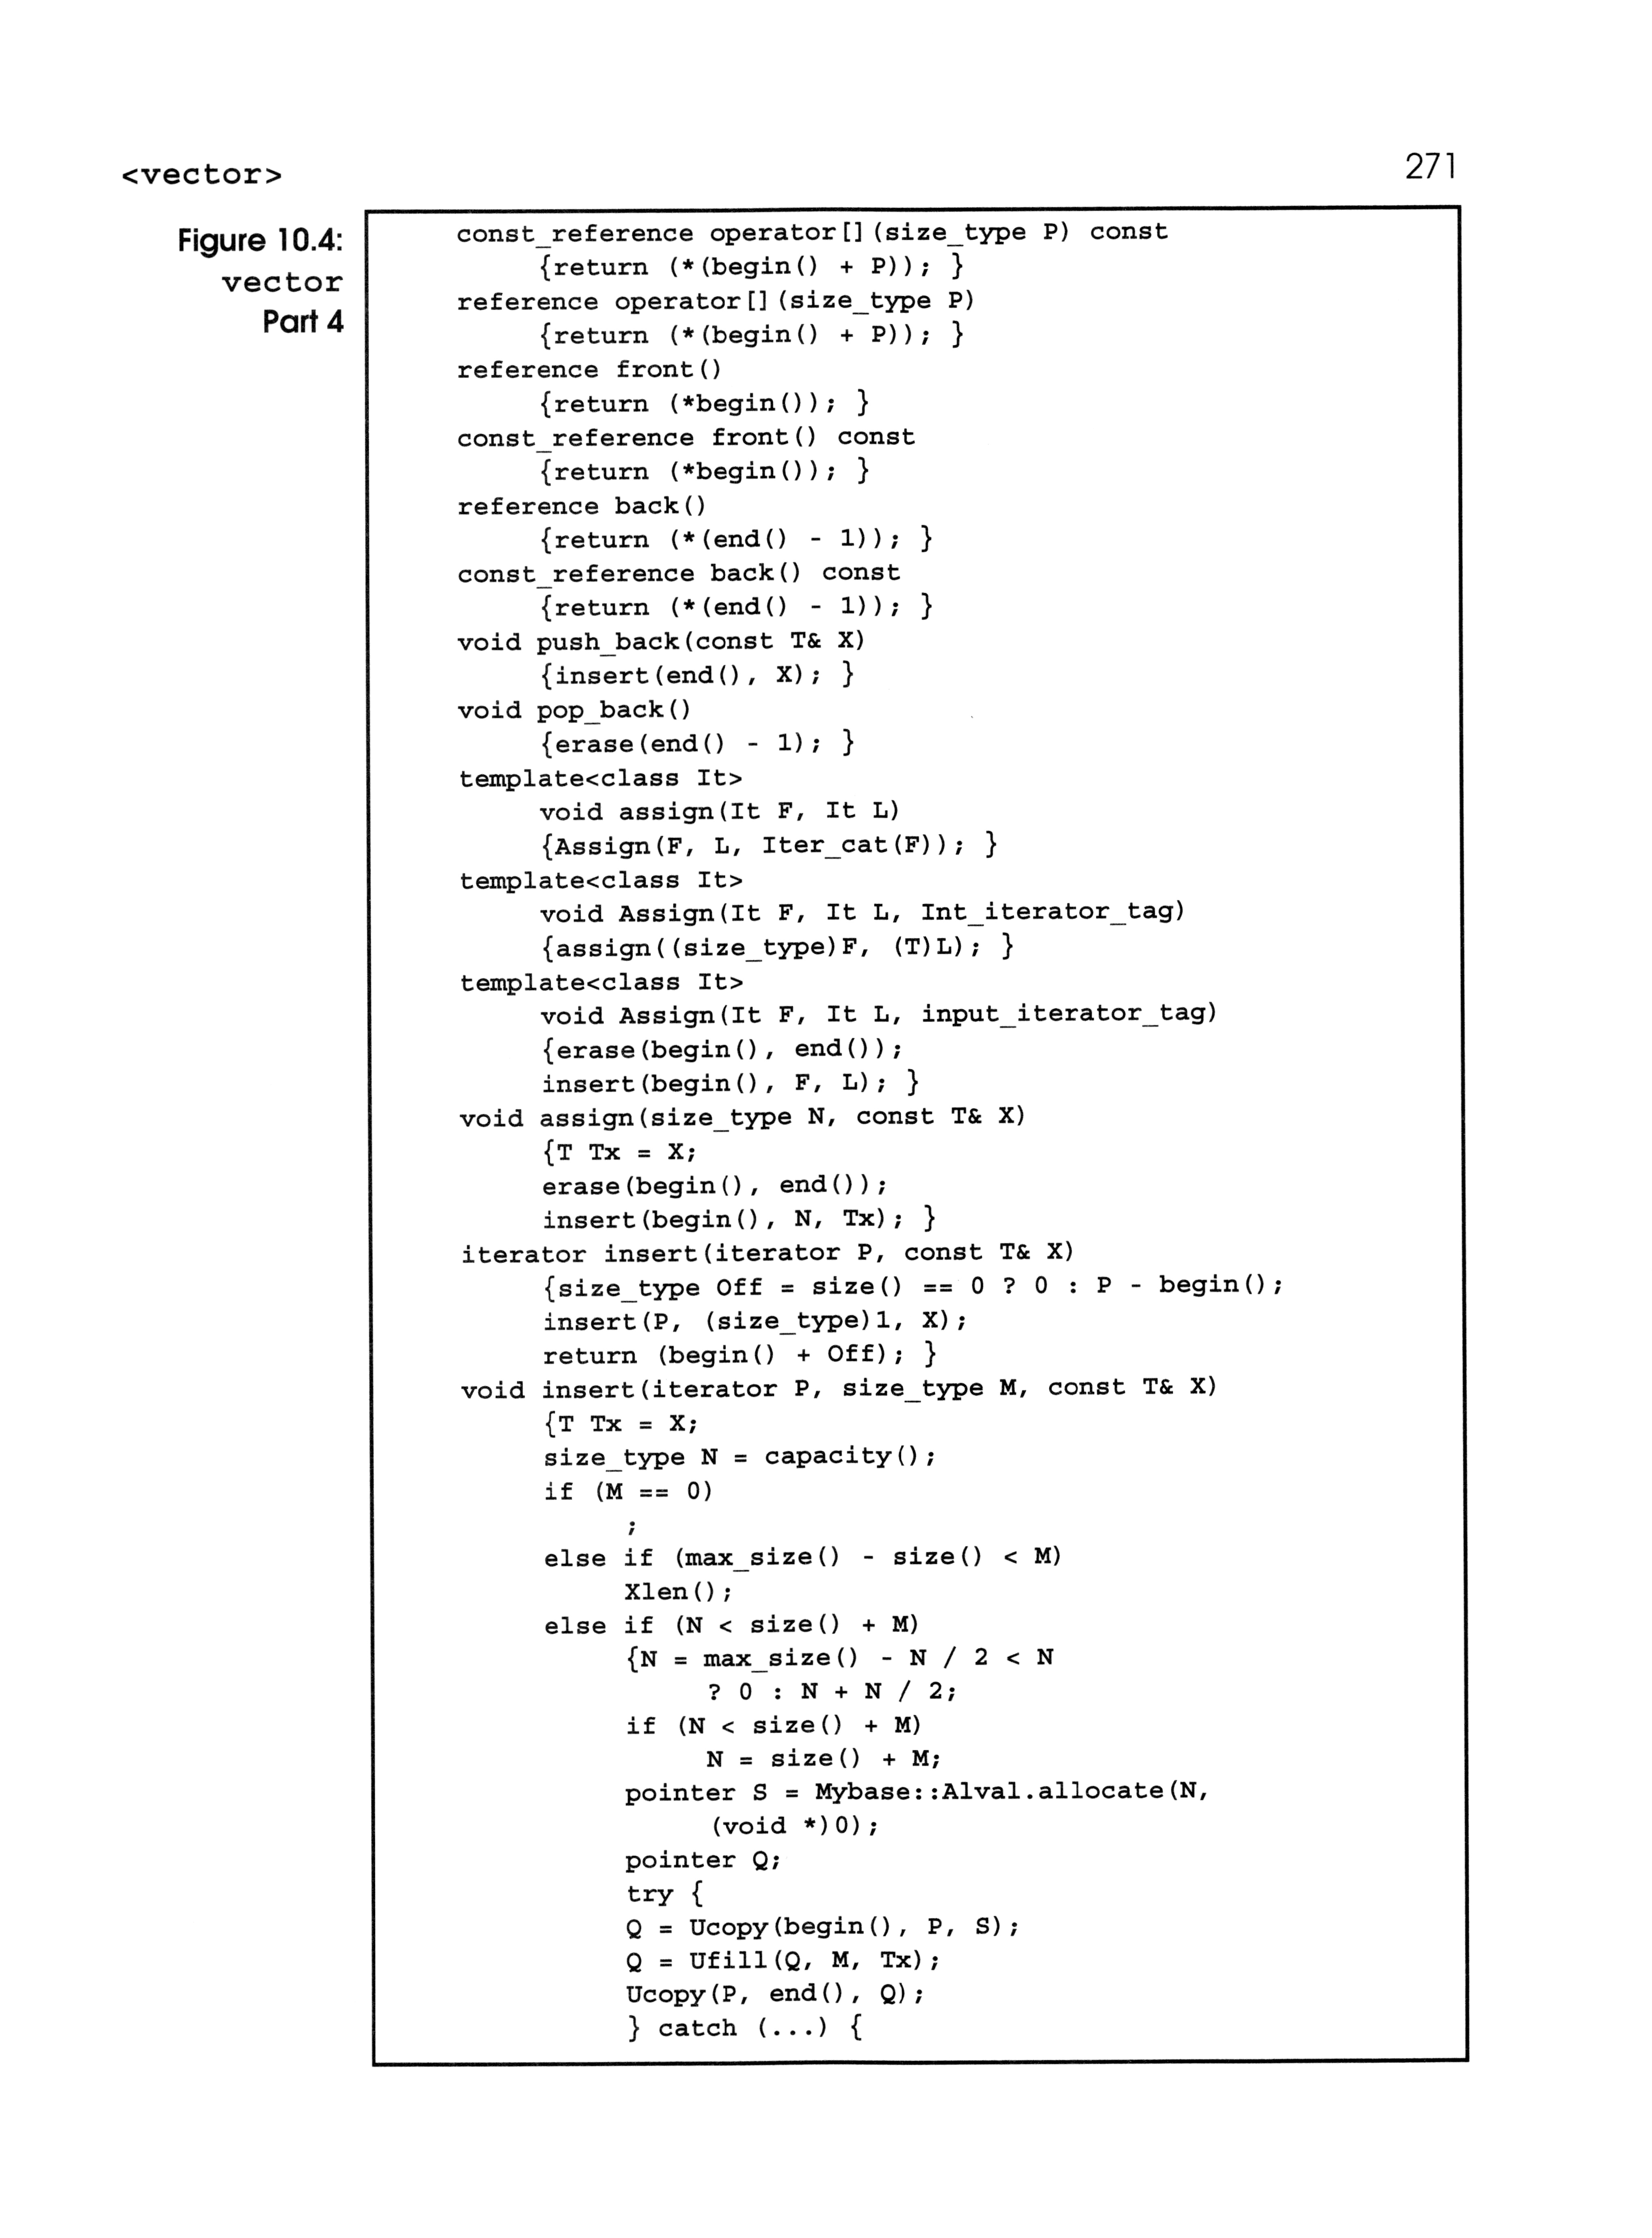 <vector>
271
Figure 10.4:
vector
Part 4
const_reference operator[](size_type P) const
{return (*(begin() + P)); }
reference operator[](size_type P)
{return (*(begin() + P)); }
reference front()
{return (*begin()); }
const_reference front() const
{return (*begin()); }
reference back()
{return (*(end() - 1)); }
const_reference back() const
{return (*(end() - 1)); }
void push_back(const T& X)
{insert(end(), X); }
void pop_back()
{erase(end() - 1); }
template<class It>
void assign(It F, It L)
{Assign(F, L, Iter_cat(F)); }
template<class It>
void Assign(It F, It L, Int_iterator_tag)
{assign((size_type)F, (T)L); }
template<class It>
void Assign(It F, It L, input_iterator_tag)
{erase(begin(), end());
insert(begin(), F, L); }
void assign(size_type N, const T& X)
{T Tx = X;
erase(begin(), end());
insert(begin(), N, Tx); }
iterator insert(iterator P, const T& X)
{size_type Off = size() == 0 ? 0 : P - begin();
insert(P, (size_type)1, X);
return (begin() + Off); }
void insert(iterator P, size_type M, const T& X)
{T Tx = X;
size_type N = capacity();
if (M == 0)
;
else if (max_size() - size() < M)
Xlen();
else if (N < size() + M)
{N = max_size() - N / 2 < N
? 0 : N + N / 2;
if (N < size() + M)
N = size() + M;
pointer S = Mybase::Alval.allocate(N,
(void *)0);
pointer Q;
try {
Q = Ucopy(begin(), P, S);
Q = Ufill(Q, M, Tx);
Ucopy(P, end(), Q);
} catch (...) {